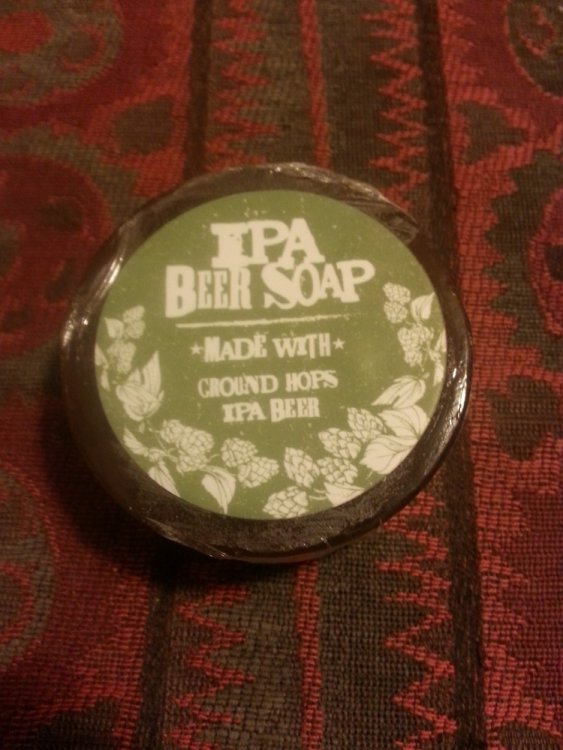 IPA
BEER SOAP
★MADE WITH★
GROUND HOPS
IPA BEER